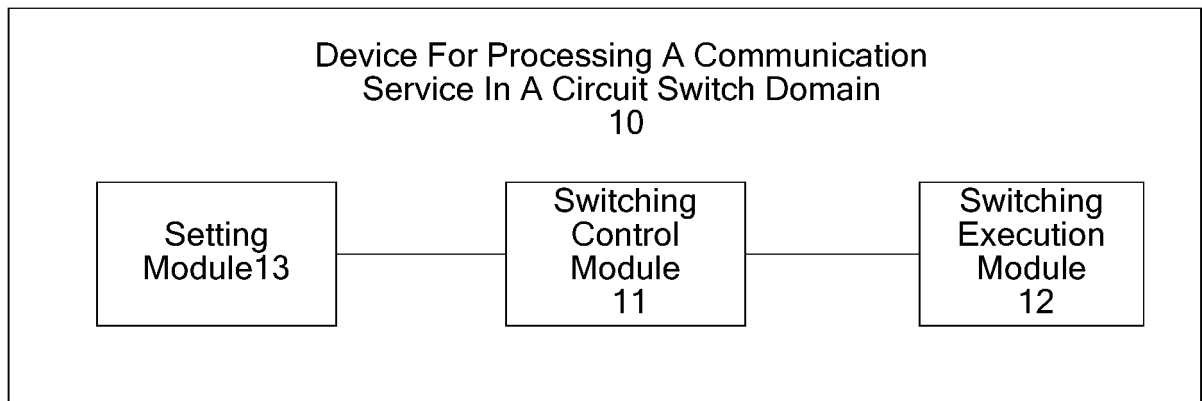 Device For Processing A Communication
Service In A Circuit Switch Domain
10
Setting
Module13
Switching
Control
Module
11
Switching
Execution
Module
12